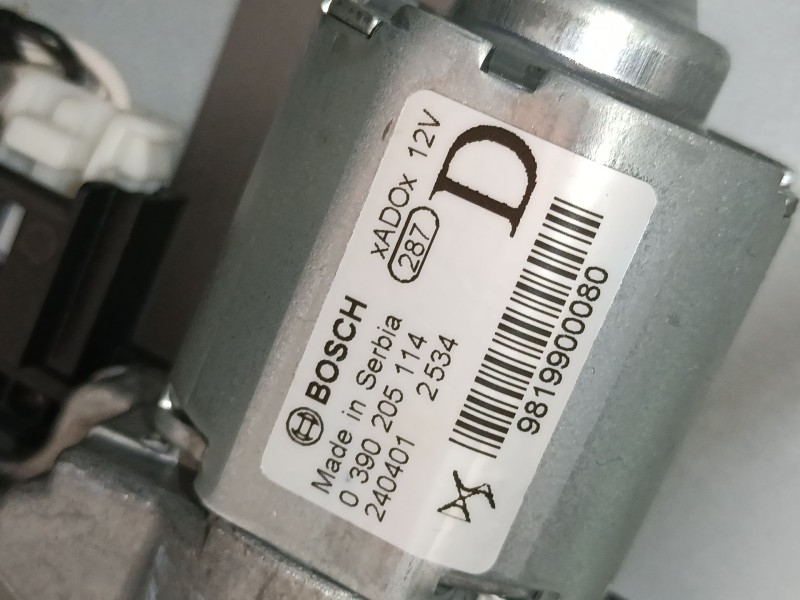 BOSCH xADOx 12V
Made in Serbia 287
0 390 205 114
240401 2534
D
9819900080